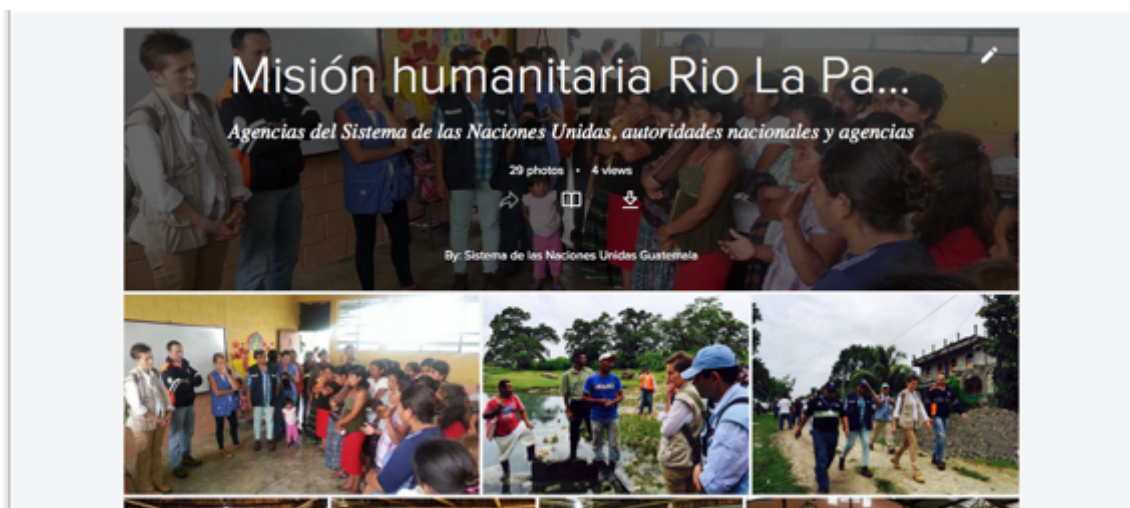 Misión humanitaria Rio La Pa...
Agencias del Sistema de las Naciones Unidas, autoridades nacionales y agencias
29 photos · 4 views
By: Sistema de las Naciones Unidas Guatemala